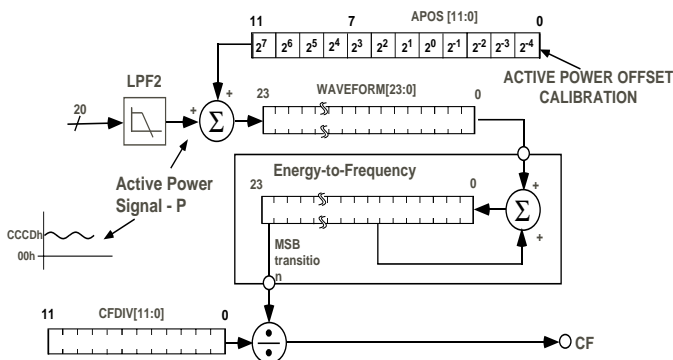 11 7 APOS [11:0] 0
2^7 2^6 2^5 2^4 2^3 2^2 2^1 2^0 2^-1 2^-2 2^-3 2^-4
ACTIVE POWER OFFSET
CALIBRATION
LPF2
20
+ +
Σ
23 WAVEFORM[23:0] 0
Active Power
Signal - P
CCCDh
00h
Energy-to-Frequency
23 0
+
Σ
+
MSB
transitio
n
11 CFDIV[11:0] 0
÷
CF